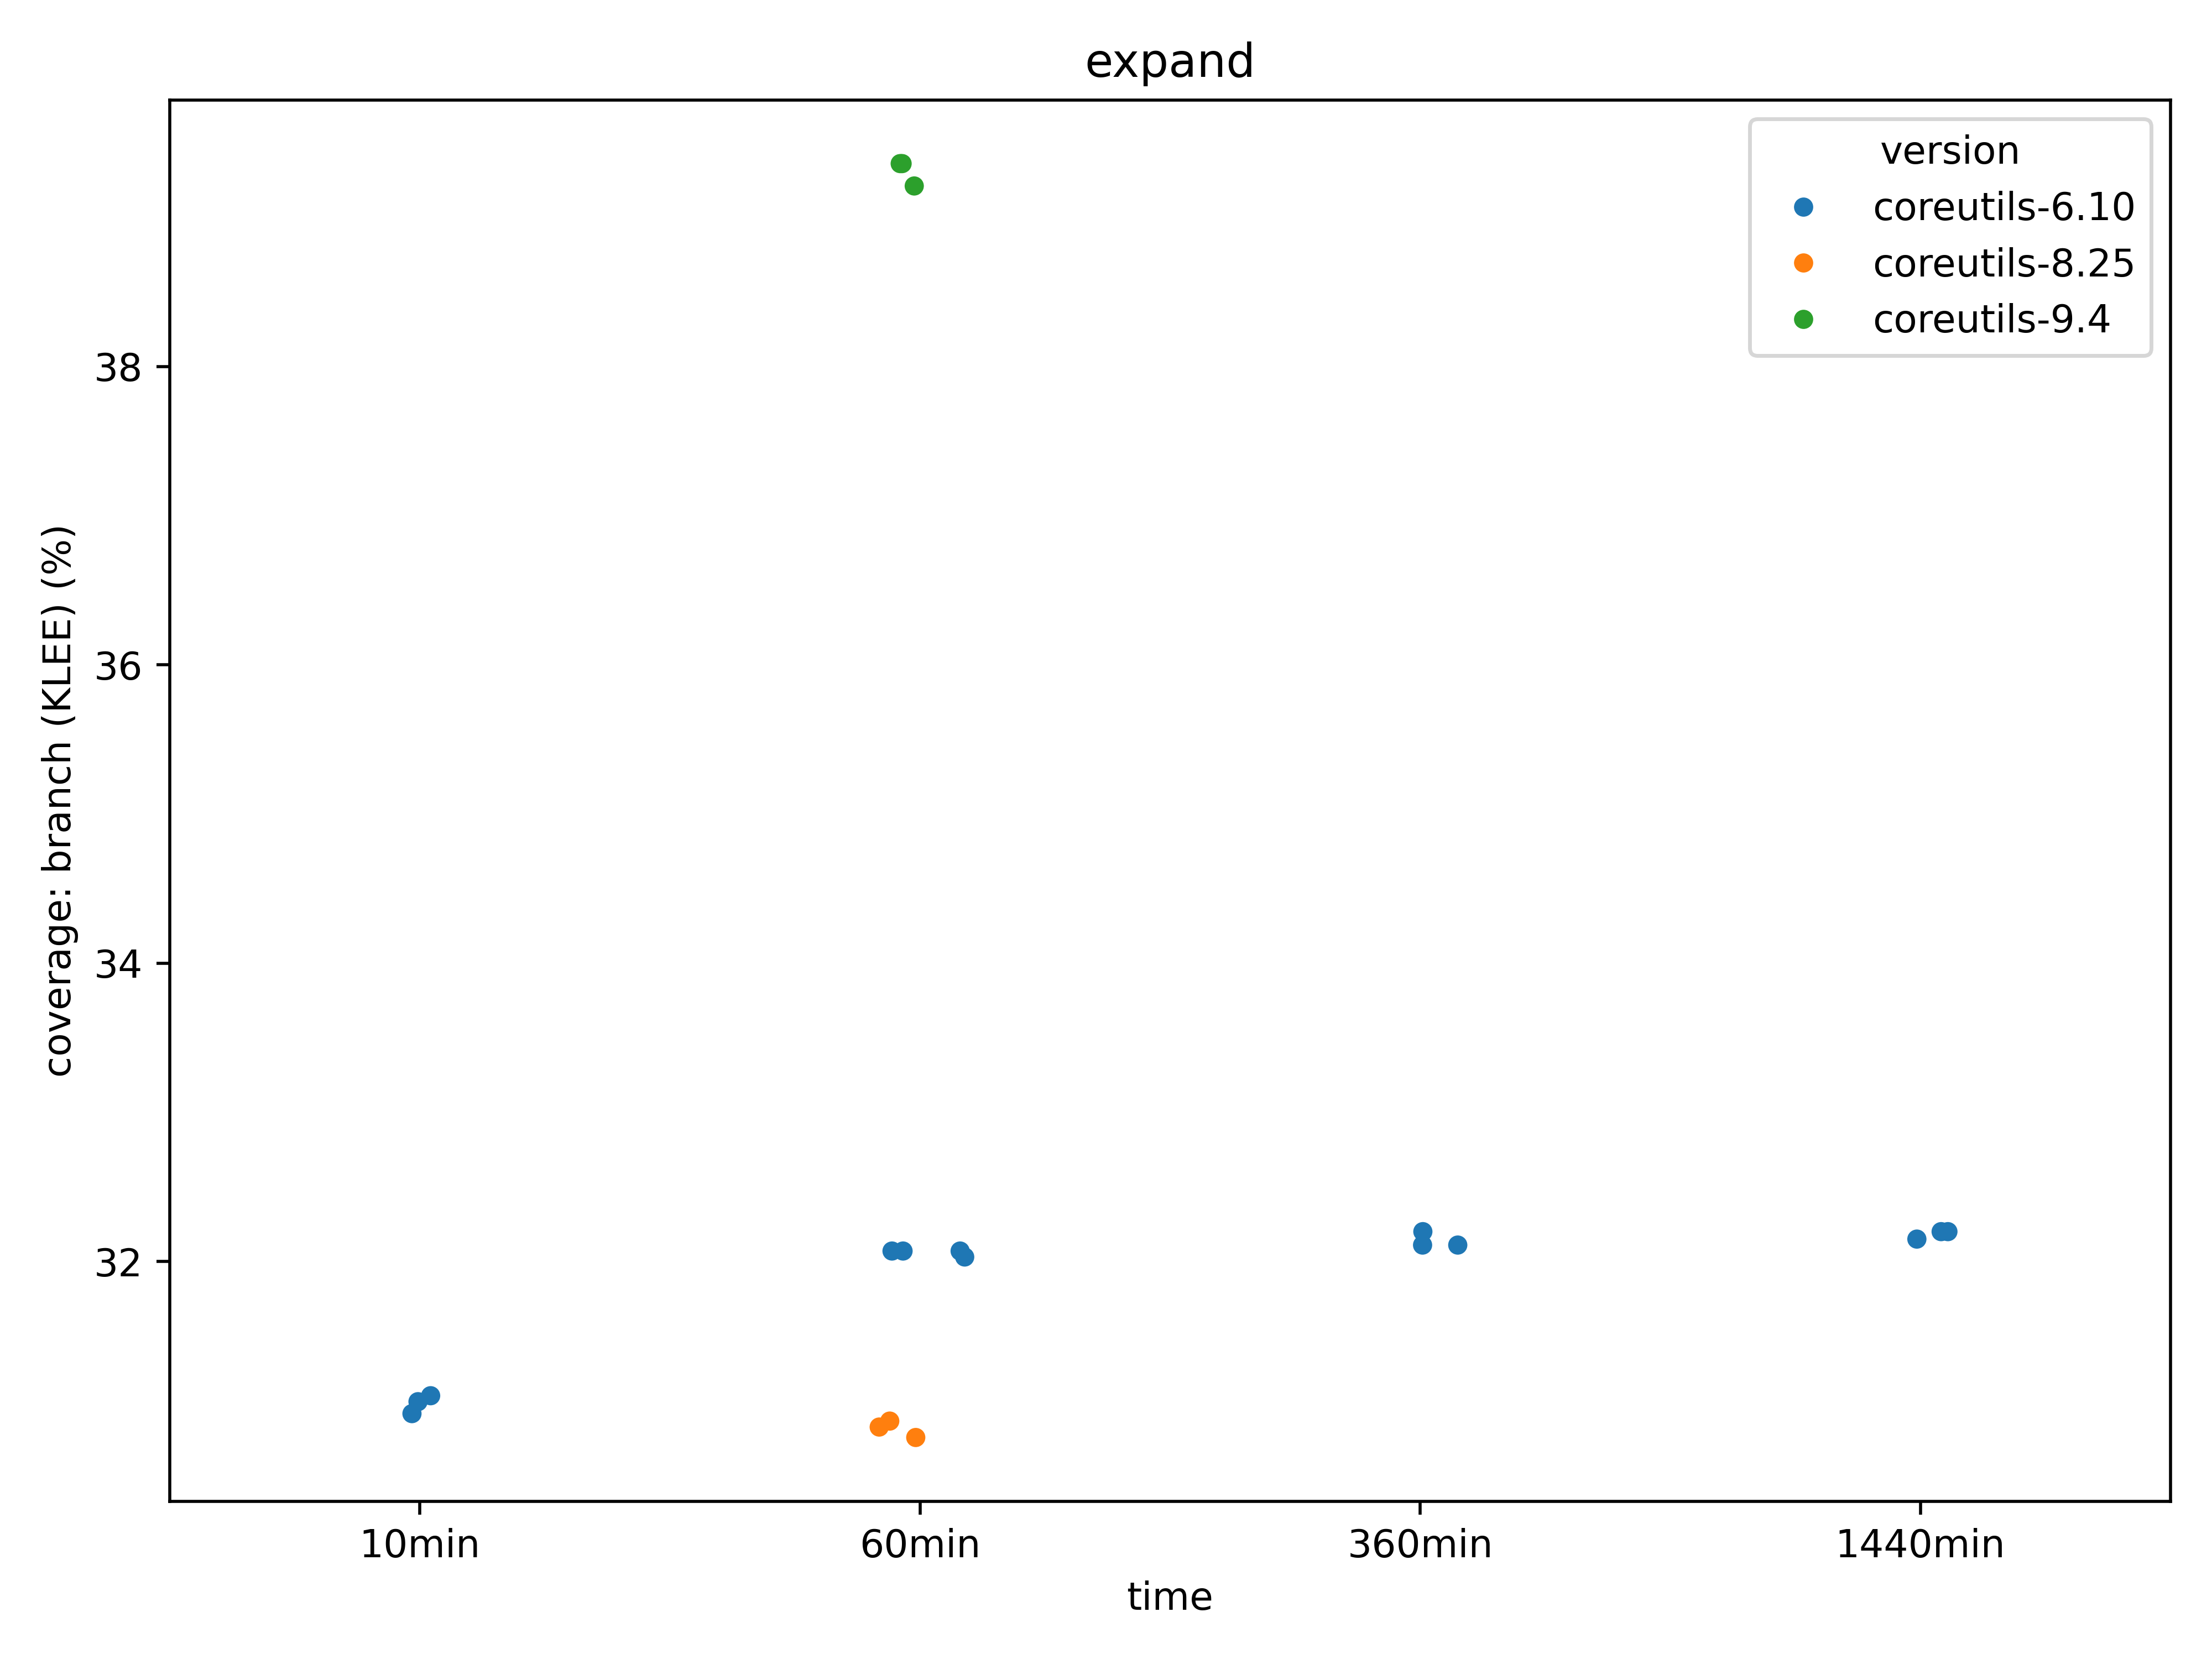 expand
version
coreutils-6.10
coreutils-8.25
coreutils-9.4
38
36
34
32
coverage: branch (KLEE) (%)
10min 60min 360min 1440min
time